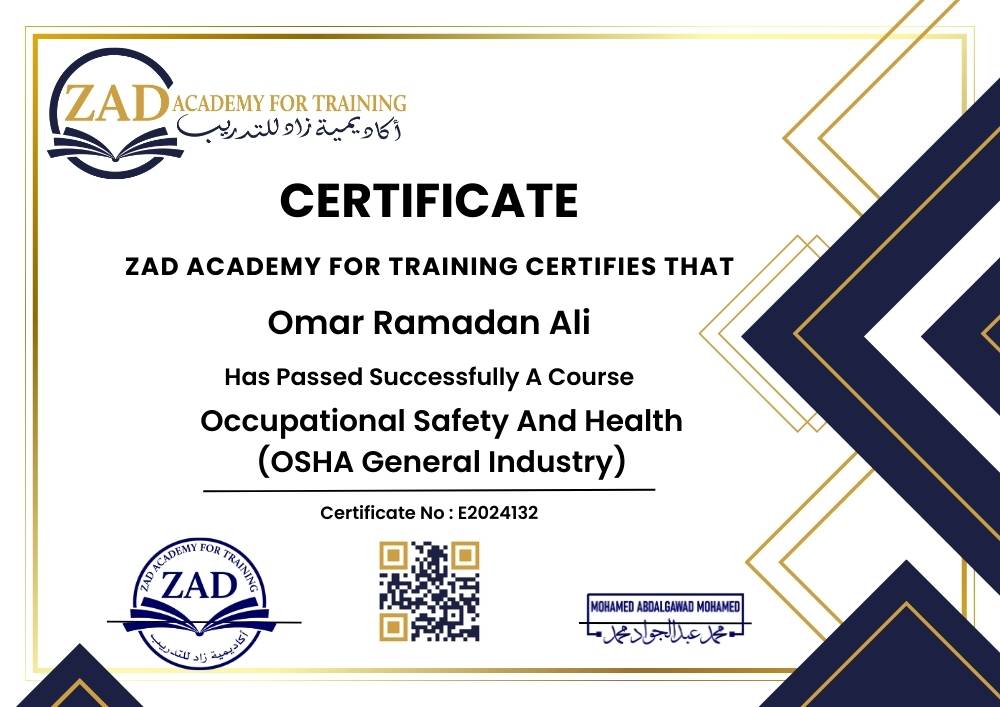 ZAD ACADEMY FOR TRAINING
أكاديمية زاد للتدريب
CERTIFICATE
ZAD ACADEMY FOR TRAINING CERTIFIES THAT
Omar Ramadan Ali
Has Passed Successfully A Course
Occupational Safety And Health
(OSHA General Industry)
Certificate No : E2024132
ZAD ACADEMY FOR TRAINING
ZAD
أكاديمية زاد للتدريب
MOHAMED ABDALGAWAD MOHAMED
محمد عبدالجواد محمد